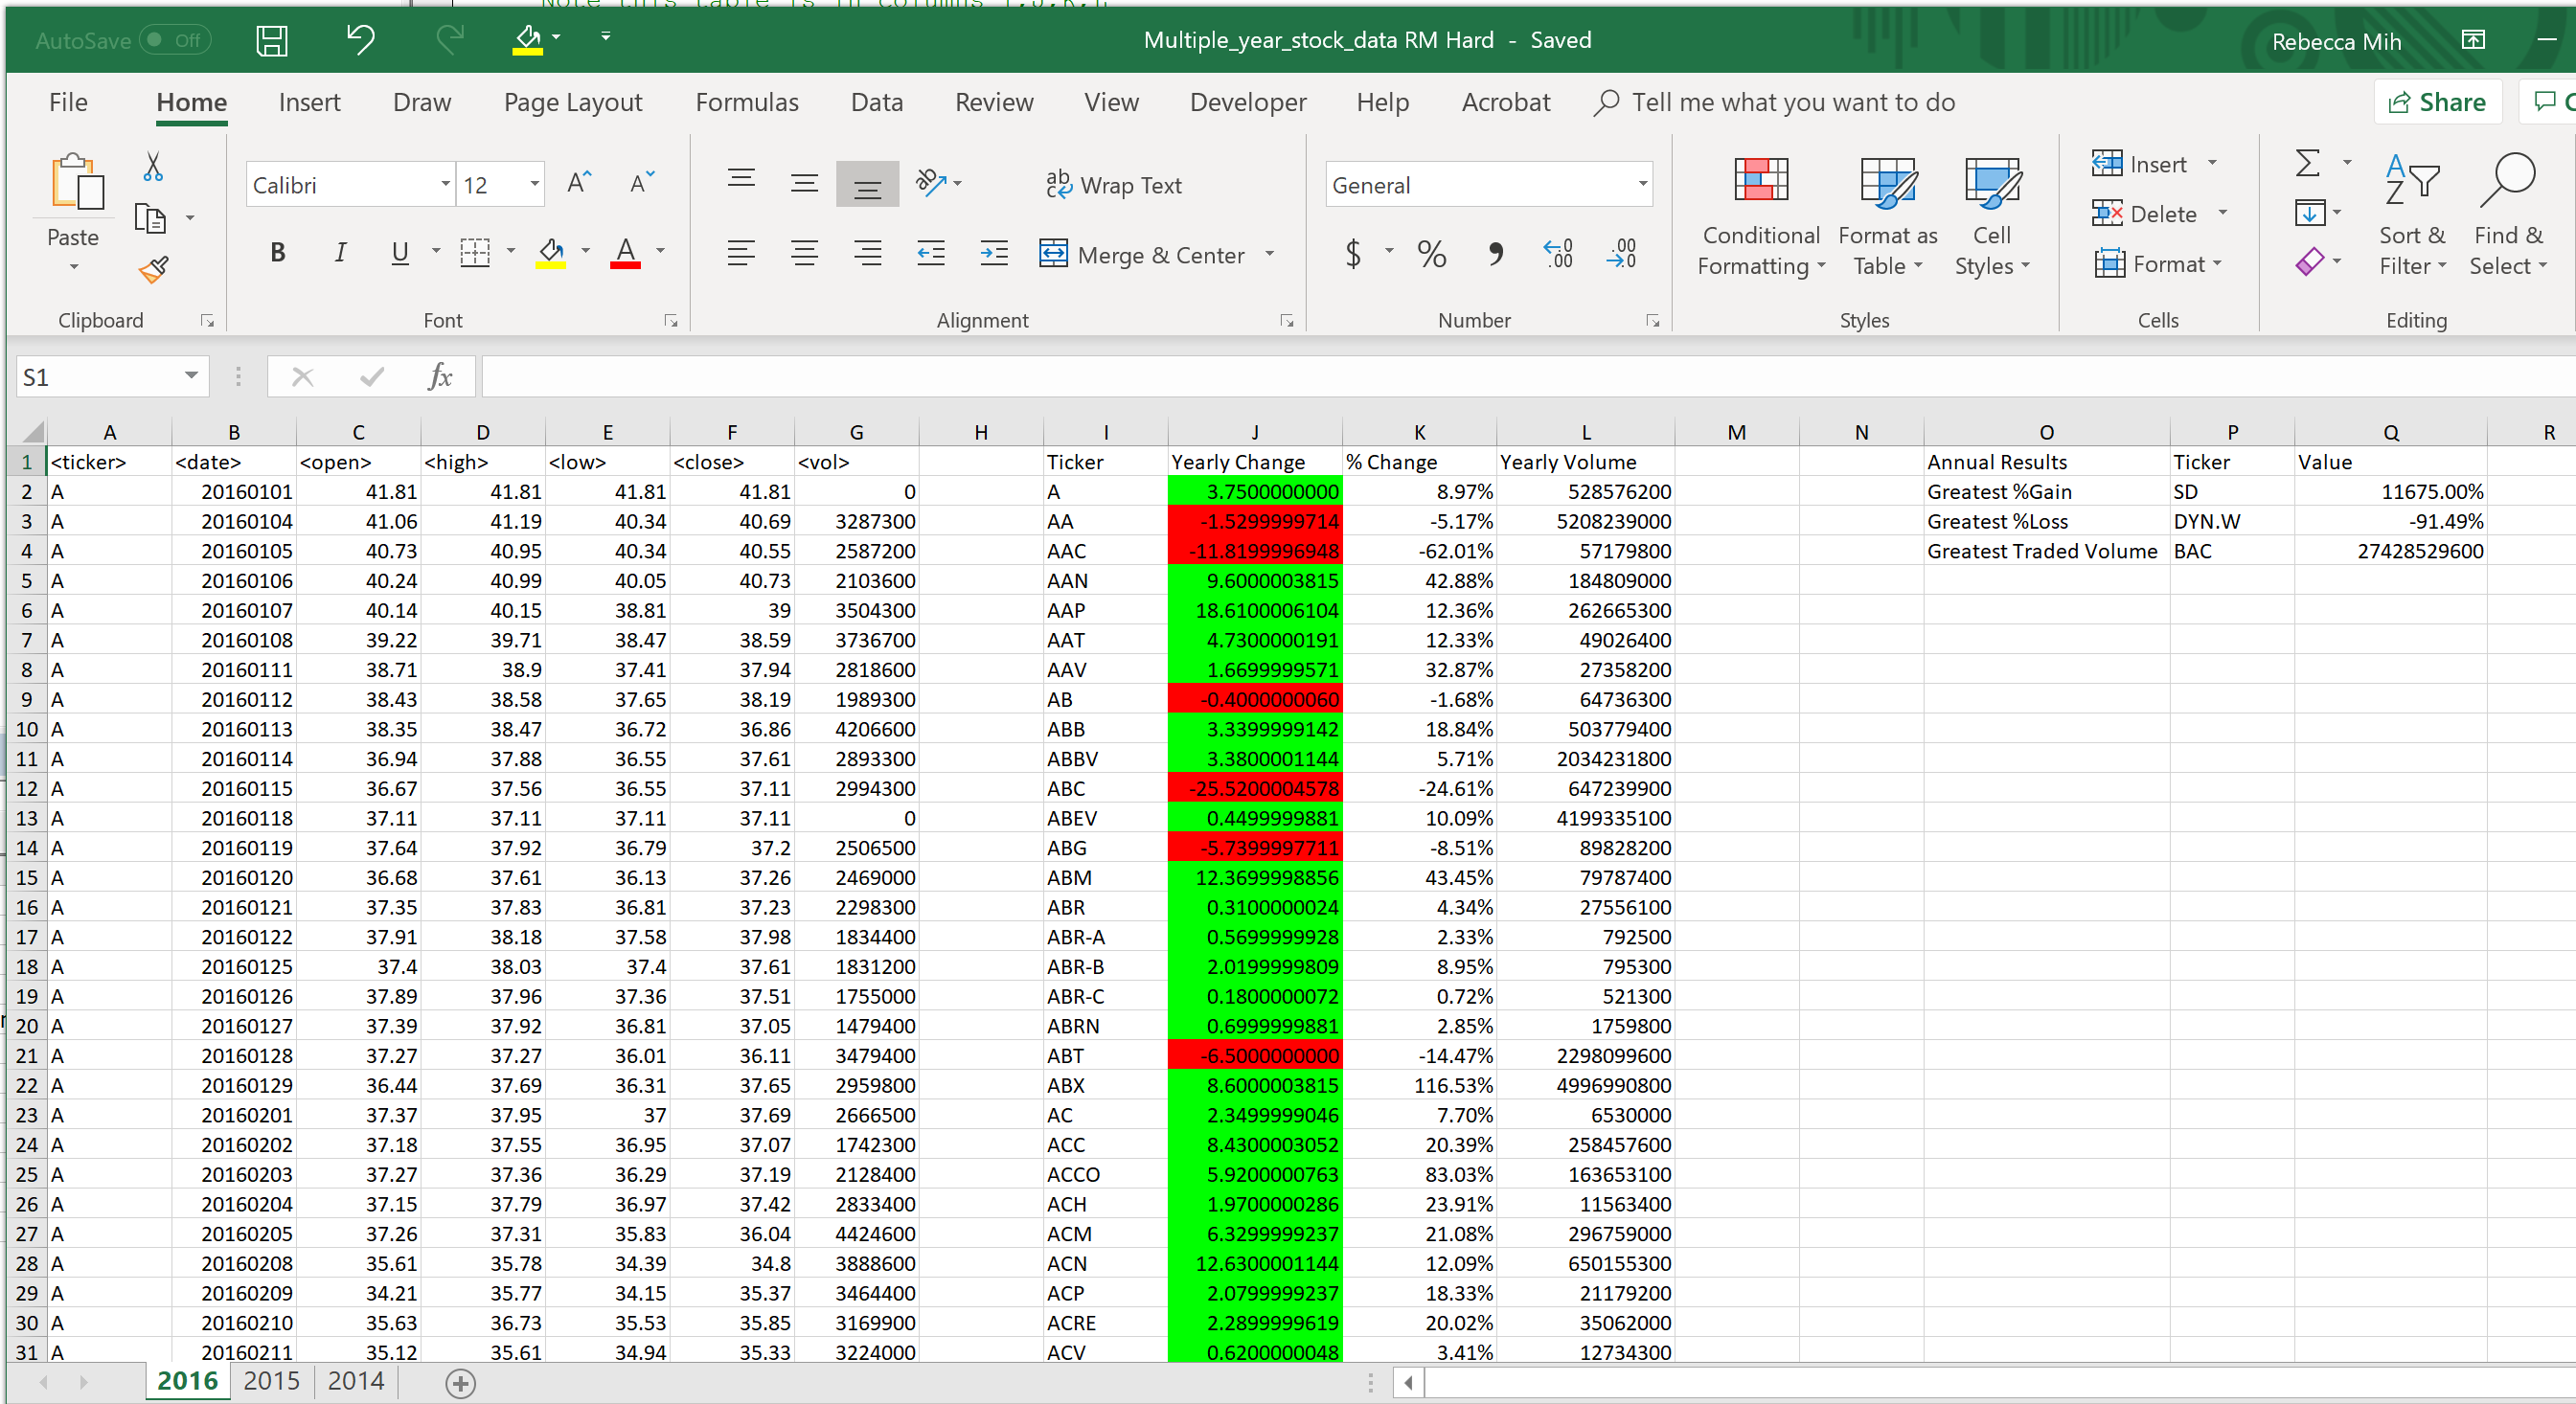 Note this table is in columns I,J,K,L
AutoSave Off Multiple_year_stock_data RM Hard - Saved Rebecca Mih
File Home Insert Draw Page Layout Formulas Data Review View Developer Help Acrobat Tell me what you want to do Share
Calibri 12 Wrap Text General Insert
Paste B I U A Merge & Center $ % Conditional Formatting Format as Table Cell Styles Delete Format Sort & Filter Find & Select
Clipboard Font Alignment Number Styles Cells Editing
S1 fx
A B C D E F G H I J K L M N O P Q R
1 <ticker> <date> <open> <high> <low> <close> <vol> Ticker Yearly Change % Change Yearly Volume Annual Results Ticker Value
2 A 20160101 41.81 41.81 41.81 41.81 0 A 3.7500000000 8.97% 528576200 Greatest %Gain SD 11675.00%
3 A 20160104 41.06 41.19 40.34 40.69 3287300 AA -1.5299999714 -5.17% 5208239000 Greatest %Loss DYN.W -91.49%
4 A 20160105 40.73 40.95 40.34 40.55 2587200 AAC -11.8199996948 -62.01% 57179800 Greatest Traded Volume BAC 27428529600
5 A 20160106 40.24 40.99 40.05 40.73 2103600 AAN 9.6000003815 42.88% 184809000
6 A 20160107 40.14 40.15 38.81 39 3504300 AAP 18.6100006104 12.36% 262665300
7 A 20160108 39.22 39.71 38.47 38.59 3736700 AAT 4.7300000191 12.33% 49026400
8 A 20160111 38.71 38.9 37.41 37.94 2818600 AAV 1.6699999571 32.87% 27358200
9 A 20160112 38.43 38.58 37.65 38.19 1989300 AB -0.4000000060 -1.68% 64736300
10 A 20160113 38.35 38.47 36.72 36.86 4206600 ABB 3.3399999142 18.84% 503779400
11 A 20160114 36.94 37.88 36.55 37.61 2893300 ABBV 3.3800001144 5.71% 2034231800
12 A 20160115 36.67 37.56 36.55 37.11 2994300 ABC -25.5200004578 -24.61% 647239900
13 A 20160118 37.11 37.11 37.11 37.11 0 ABEV 0.4499999881 10.09% 4199335100
14 A 20160119 37.64 37.92 36.79 37.2 2506500 ABG -5.7399997711 -8.51% 89828200
15 A 20160120 36.68 37.61 36.13 37.26 2469000 ABM 12.3699998856 43.45% 79787400
16 A 20160121 37.35 37.83 36.81 37.23 2298300 ABR 0.3100000024 4.34% 27556100
17 A 20160122 37.91 38.18 37.58 37.98 1834400 ABR-A 0.5699999928 2.33% 792500
18 A 20160125 37.4 38.03 37.4 37.61 1831200 ABR-B 2.0199999809 8.95% 795300
19 A 20160126 37.89 37.96 37.36 37.51 1755000 ABR-C 0.1800000072 0.72% 521300
20 A 20160127 37.39 37.92 36.81 37.05 1479400 ABRN 0.6999999881 2.85% 1759800
21 A 20160128 37.27 37.27 36.01 36.11 3479400 ABT -6.5000000000 -14.47% 2298099600
22 A 20160129 36.44 37.69 36.31 37.65 2959800 ABX 8.6000003815 116.53% 4996990800
23 A 20160201 37.37 37.95 37 37.69 2666500 AC 2.3499999046 7.70% 6530000
24 A 20160202 37.18 37.55 36.95 37.07 1742300 ACC 8.4300003052 20.39% 258457600
25 A 20160203 37.27 37.36 36.29 37.19 2128400 ACCO 5.9200000763 83.03% 163653100
26 A 20160204 37.15 37.79 36.97 37.42 2833400 ACH 1.9700000286 23.91% 11563400
27 A 20160205 37.26 37.31 35.83 36.04 4424600 ACM 6.3299999237 21.08% 296759000
28 A 20160208 35.61 35.78 34.39 34.8 3888600 ACN 12.6300001144 12.09% 650155300
29 A 20160209 34.21 35.77 34.15 35.37 3464400 ACP 2.0799999237 18.33% 21179200
30 A 20160210 35.63 36.73 35.53 35.85 3169900 ACRE 2.2899999619 20.02% 35062000
31 A 20160211 35.12 35.61 34.94 35.33 3224000 ACV 0.6200000048 3.41% 12734300
2016 2015 2014